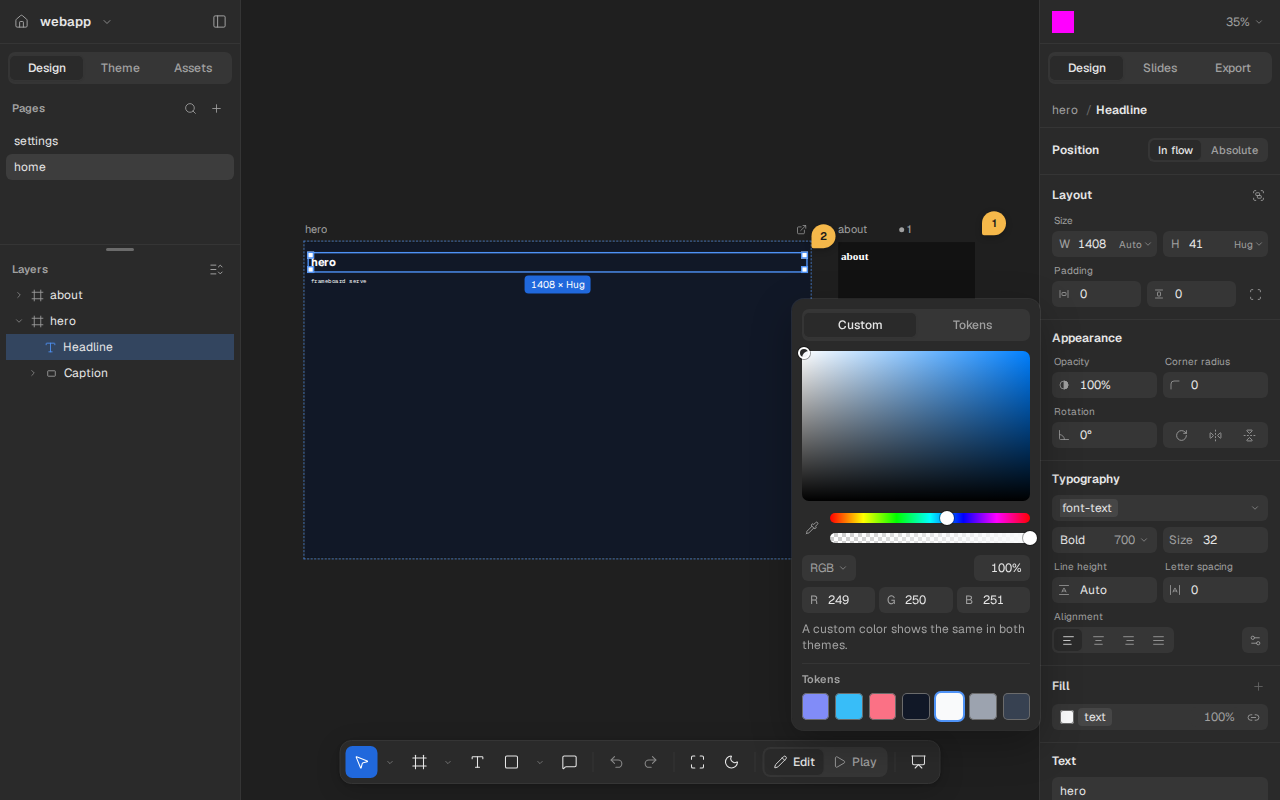 webapp
35%
Design
Theme
Assets
Design
Slides
Export
Pages
settings
home
hero / Headline
Position
In flow
Absolute
Layout
Size
W 1408 Auto
H 41 Hug
Padding
0
0
Layers
about
hero
Headline
Caption
hero
2
about
1
1
hero
frameboard serve
1408 × Hug
about
Custom
Tokens
RGB
100%
R 249
G 250
B 251
A custom color shows the same in both
themes.
Tokens
Appearance
Opacity
Corner radius
100%
0
Rotation
0°
Typography
font-text
Bold 700
Size 32
Line height
Letter spacing
Auto
0
Alignment
Fill
text 100%
Text
hero
Edit
Play